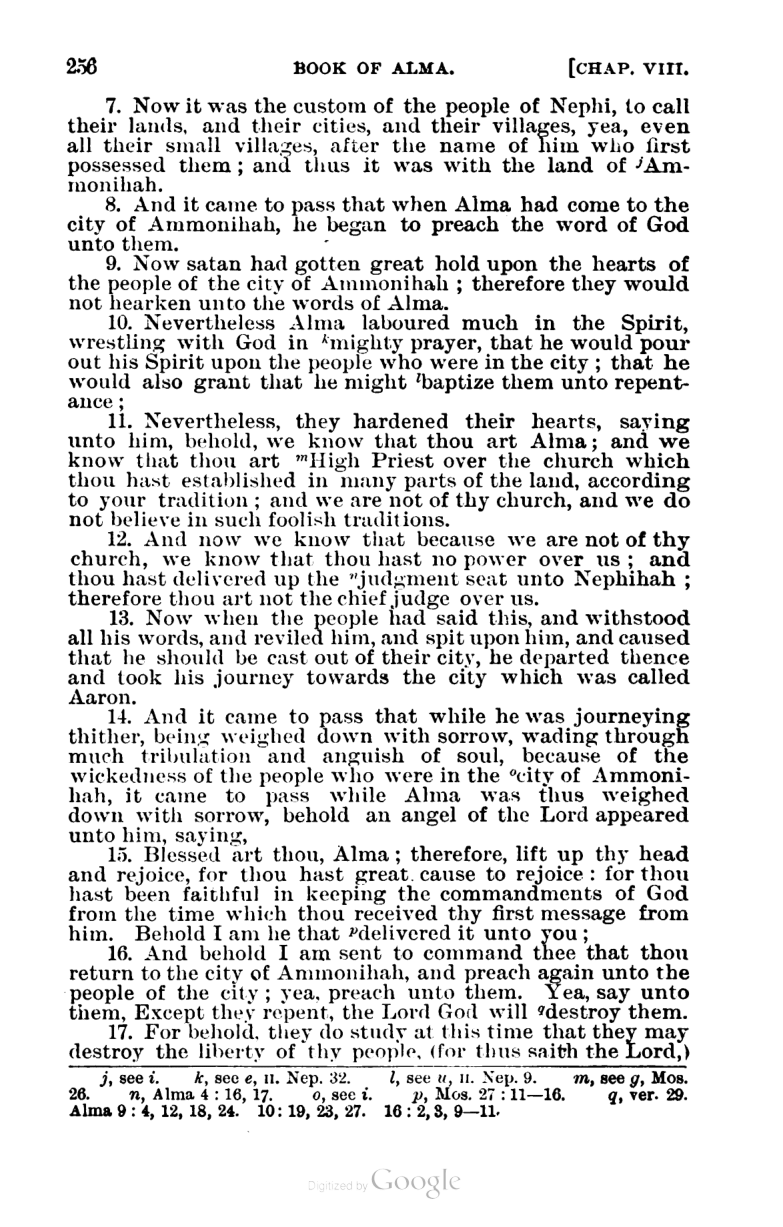 256 BOOK OF ALMA. [CHAP. VIII.
7. Now it was the custom of the people of Nephi, to call
their lands, and their cities, and their villages, yea, even
all their small villages, after the name of him who first
possessed them ; and thus it was with the land of jAm-
monihah.
8. And it came to pass that when Alma had come to the
city of Ammonihah, he began to preach the word of God
unto them.
9. Now satan had gotten great hold upon the hearts of
the people of the city of Ammonihah ; therefore they would
not hearken unto the words of Alma.
10. Nevertheless Alma laboured much in the Spirit,
wrestling with God in kmighty prayer, that he would pour
out his Spirit upon the people who were in the city ; that he
would also grant that he might lbaptize them unto repent-
ance ;
11. Nevertheless, they hardened their hearts, saying
unto him, behold, we know that thou art Alma ; and we
know that thou art mHigh Priest over the church which
thou hast established in many parts of the land, according
to your tradition ; and we are not of thy church, and we do
not believe in such foolish traditions.
12. And now we know that because we are not of thy
church, we know that thou hast no power over us ; and
thou hast delivered up the njudgment seat unto Nephihah ;
therefore thou art not the chief judge over us.
13. Now when the people had said this, and withstood
all his words, and reviled him, and spit upon him, and caused
that he should be cast out of their city, he departed thence
and took his journey towards the city which was called
Aaron.
14. And it came to pass that while he was journeying
thither, being weighed down with sorrow, wading through
much tribulation and anguish of soul, because of the
wickedness of the people who were in the ocity of Ammoni-
hah, it came to pass while Alma was thus weighed
down with sorrow, behold an angel of the Lord appeared
unto him, saying,
15. Blessed art thou, Alma ; therefore, lift up thy head
and rejoice, for thou hast great cause to rejoice : for thou
hast been faithful in keeping the commandments of God
from the time which thou received thy first message from
him. Behold I am he that pdelivered it unto you ;
16. And behold I am sent to command thee that thou
return to the city of Ammonihah, and preach again unto the
people of the city ; yea, preach unto them. Yea, say unto
them, Except they repent, the Lord God will qdestroy them.
17. For behold, they do study at this time that they may
destroy the liberty of thy people, (for thus saith the Lord,)
j, see i. k, see e, II. Nep. 32. l, see u, II. Nep. 9. m, see g, Mos.
26. n, Alma 4 : 16, 17. o, see i. p, Mos. 27 : 11—16. q, ver. 29.
Alma 9 : 4, 12, 18, 24. 10 : 19, 23, 27. 16 : 2, 3, 9—11.
Digitized by Google